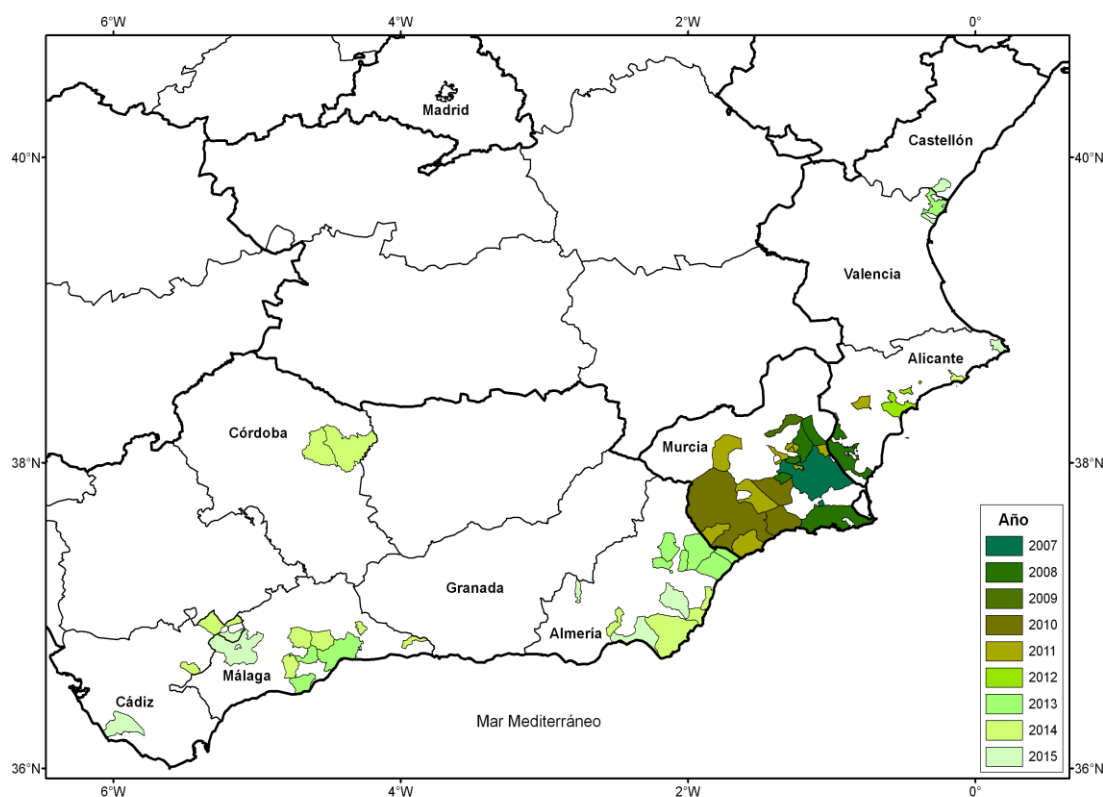 6°W 4°W 2°W 0°
Madrid
Castellón
40°N 40°N
Valencia
Alicante
Córdoba
Murcia
38°N 38°N
Año
2007
2008
2009
2010
2011
2012
2013
2014
2015
Granada
Almería
Málaga
Cádiz
Mar Mediterráneo
36°N 36°N
6°W 4°W 2°W 0°